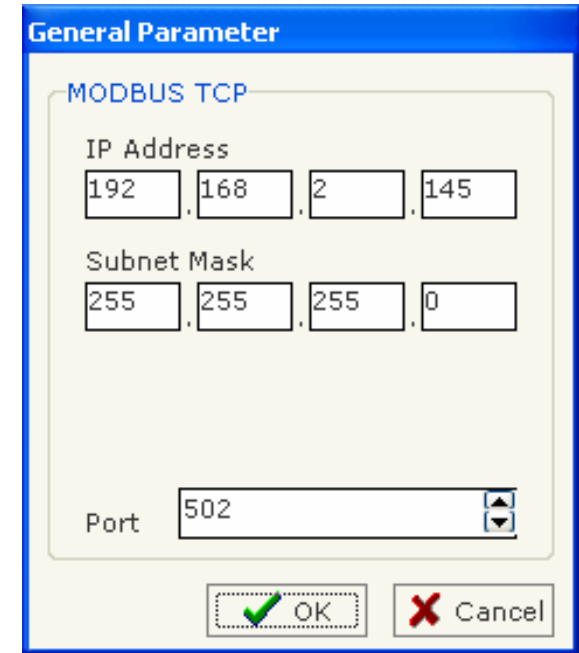 General Parameter
MODBUS TCP
IP Address
192 . 168 . 2 . 145
Subnet Mask
255 . 255 . 255 . 0
Port 502
OK Cancel